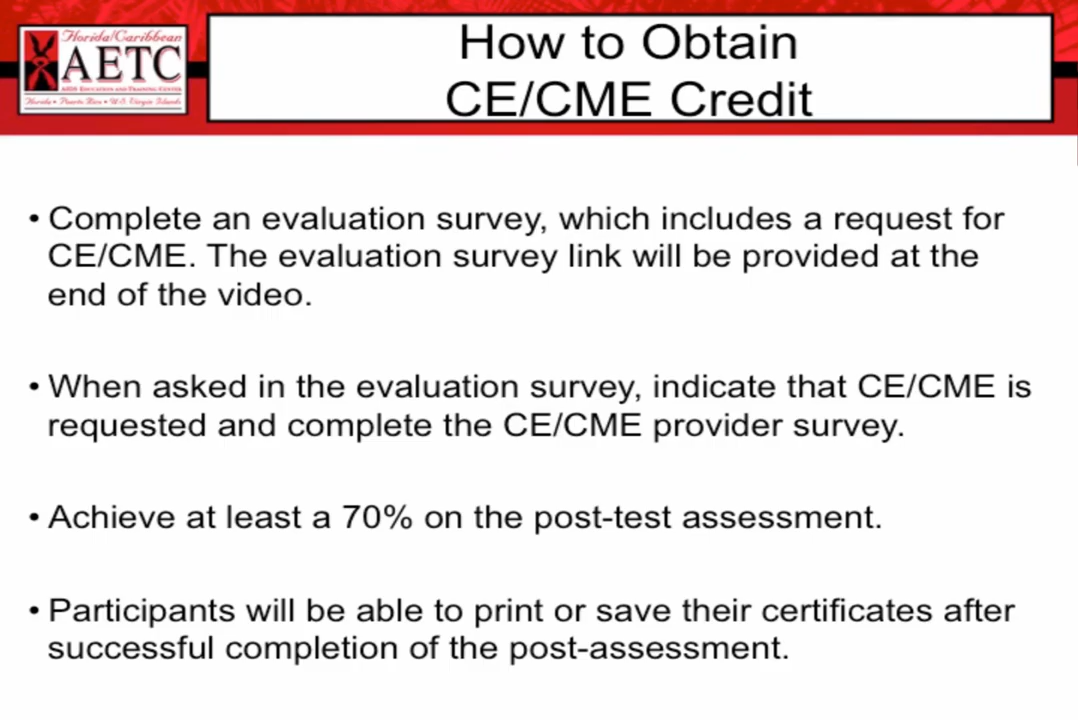 Florida/Caribbean
AETC
AIDS EDUCATION AND TRAINING CENTER
Florida • Puerto Rico • U.S. Virgin Islands
How to Obtain
CE/CME Credit
• Complete an evaluation survey, which includes a request for
CE/CME. The evaluation survey link will be provided at the
end of the video.
• When asked in the evaluation survey, indicate that CE/CME is
requested and complete the CE/CME provider survey.
• Achieve at least a 70% on the post-test assessment.
• Participants will be able to print or save their certificates after
successful completion of the post-assessment.